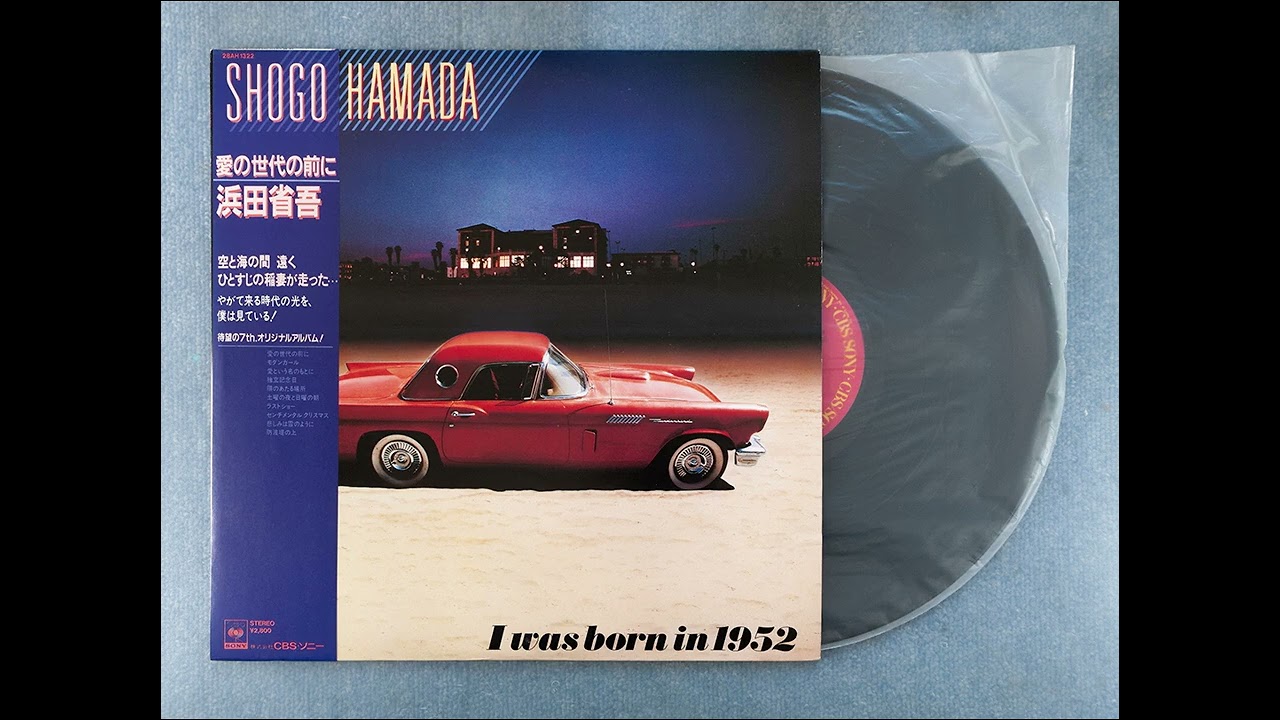 28AH 1322
SHOGO HAMADA
愛の世代の前に
浜田省吾
空と海の間 遠く
ひとすじの稲妻が走った…
やがて来る時代の光を、
僕は見ている!
待望の7th.オリジナルアルバム!
愛の世代の前に
モダンガール
愛という名のもとに
独立記念日
陽のあたる場所
土曜の夜と日曜の朝
ラストショー
センチメンタル クリスマス
悲しみは雪のように
防波堤の上
STEREO
¥2,800
SONY
株式会社 CBS・ソニー
I was born in 1952
CBS SONY